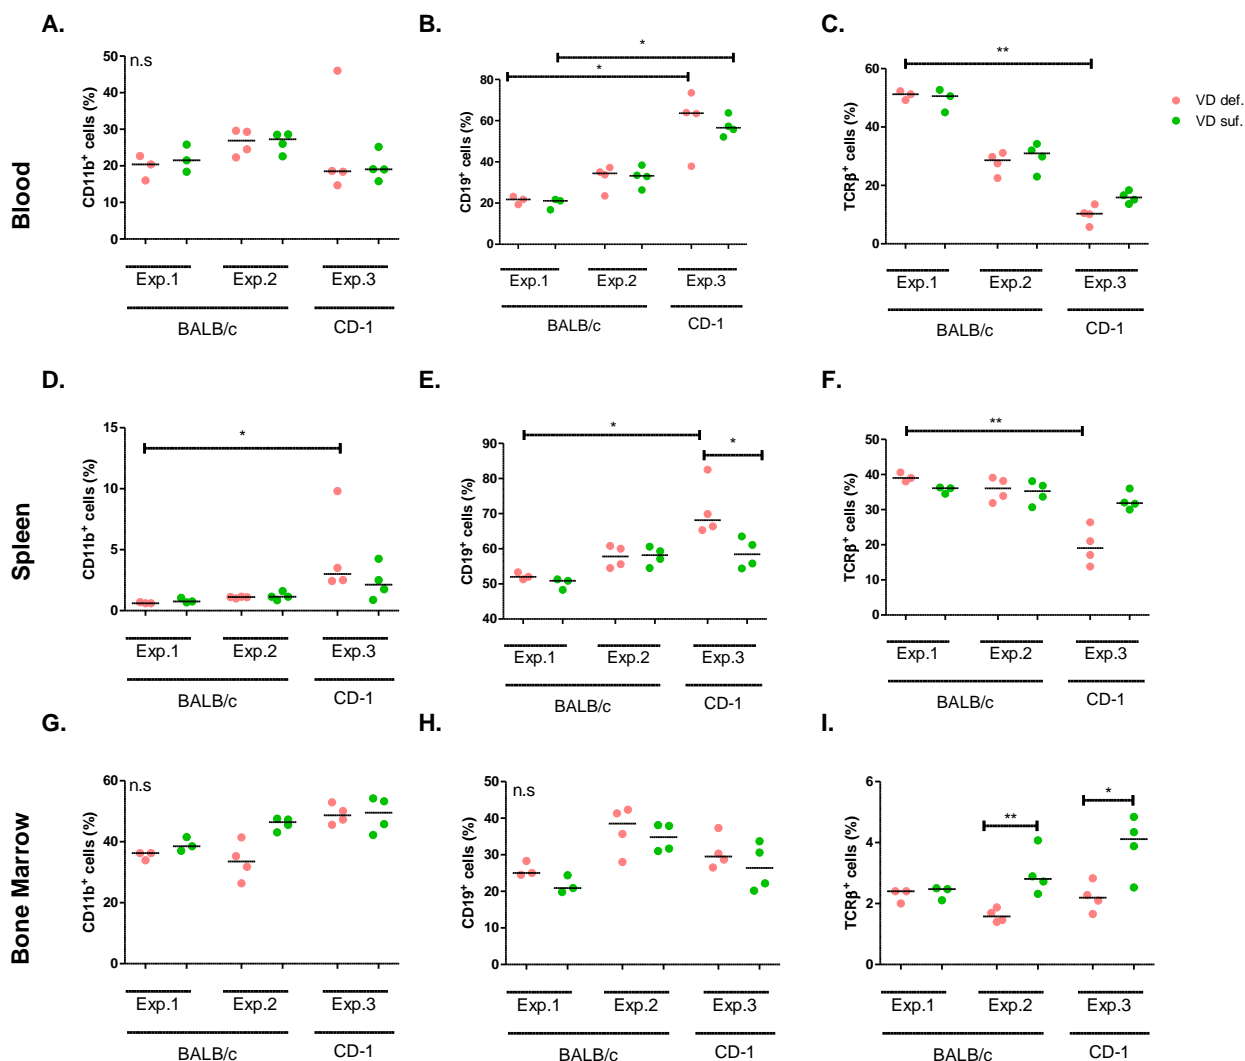 A.
B.
C.
Blood
CD11b⁺ cells (%)
50
40
30
20
10
0
n.s
Exp.1
Exp.2
Exp.3
BALB/c
CD-1
CD19⁺ cells (%)
80
60
40
20
0
*
*
Exp.1
Exp.2
Exp.3
BALB/c
CD-1
TCRβ⁺ cells (%)
60
40
20
0
**
Exp.1
Exp.2
Exp.3
BALB/c
CD-1
VD def.
VD suf.
D.
E.
F.
Spleen
CD11b⁺ cells (%)
15
10
5
0
*
Exp.1
Exp.2
Exp.3
BALB/c
CD-1
CD19⁺ cells (%)
90
80
70
60
50
40
*
*
Exp.1
Exp.2
Exp.3
BALB/c
CD-1
TCRβ⁺ cells (%)
50
40
30
20
10
0
**
Exp.1
Exp.2
Exp.3
BALB/c
CD-1
G.
H.
I.
Bone Marrow
CD11b⁺ cells (%)
60
40
20
0
n.s
Exp.1
Exp.2
Exp.3
BALB/c
CD-1
CD19⁺ cells (%)
50
40
30
20
10
0
n.s
Exp.1
Exp.2
Exp.3
BALB/c
CD-1
TCRβ⁺ cells (%)
6
4
2
0
**
*
Exp.1
Exp.2
Exp.3
BALB/c
CD-1